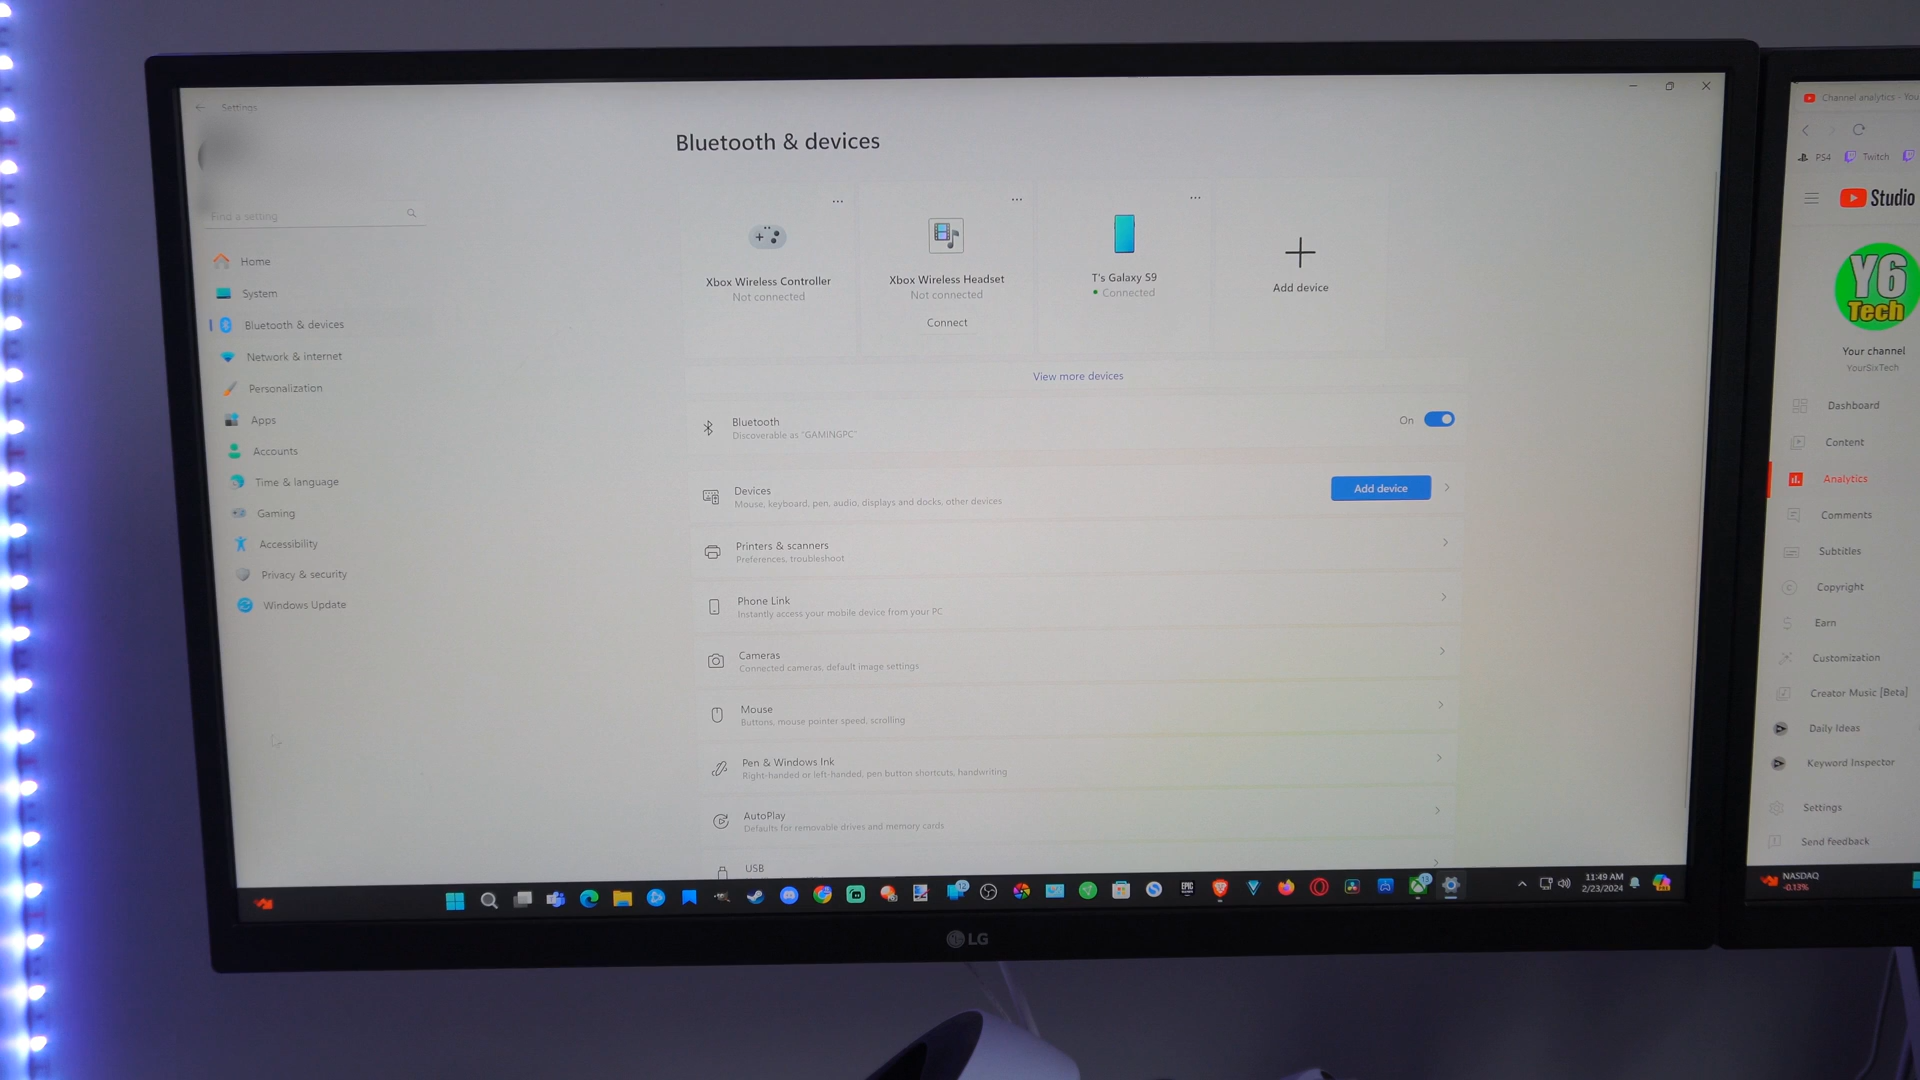 Settings
Find a setting
Home
System
Bluetooth & devices
Network & internet
Personalization
Apps
Accounts
Time & language
Gaming
Accessibility
Privacy & security
Windows Update
Bluetooth & devices
Xbox Wireless Controller
Not connected
Xbox Wireless Headset
Not connected
Connect
T's Galaxy S9
Connected
Add device
View more devices
Bluetooth
Discoverable as "GAMINGPC"
On
Devices
Mouse, keyboard, pen, audio, displays and docks, other devices
Add device
Printers & scanners
Preferences, troubleshoot
Phone Link
Instantly access your mobile device from your PC
Cameras
Connected cameras, default image settings
Mouse
Buttons, mouse pointer speed, scrolling
Pen & Windows Ink
Right-handed or left-handed, pen button shortcuts, handwriting
AutoPlay
Defaults for removable drives and memory cards
USB
EPIC
11:49 AM
2/23/2024
LG
Channel analytics - You
PS4
Twitch
Studio
Y6
Tech
Your channel
YourSixTech
Dashboard
Content
Analytics
Comments
Subtitles
Copyright
Earn
Customization
Creator Music [Beta]
Daily Ideas
Keyword Inspector
Settings
Send feedback
NASDAQ
-0.13%